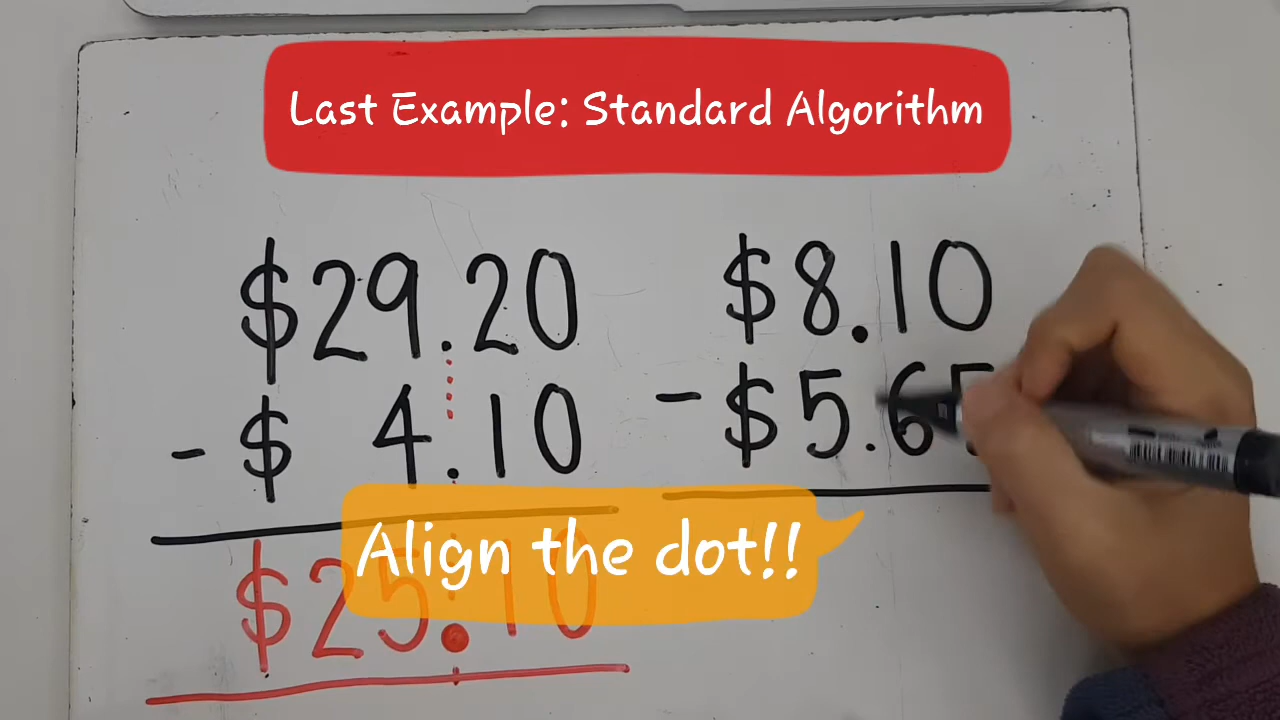 Last Example: Standard Algorithm
$29.20
- $ 4.10
$25.10
$8.10
- $5.65
Align the dot!!